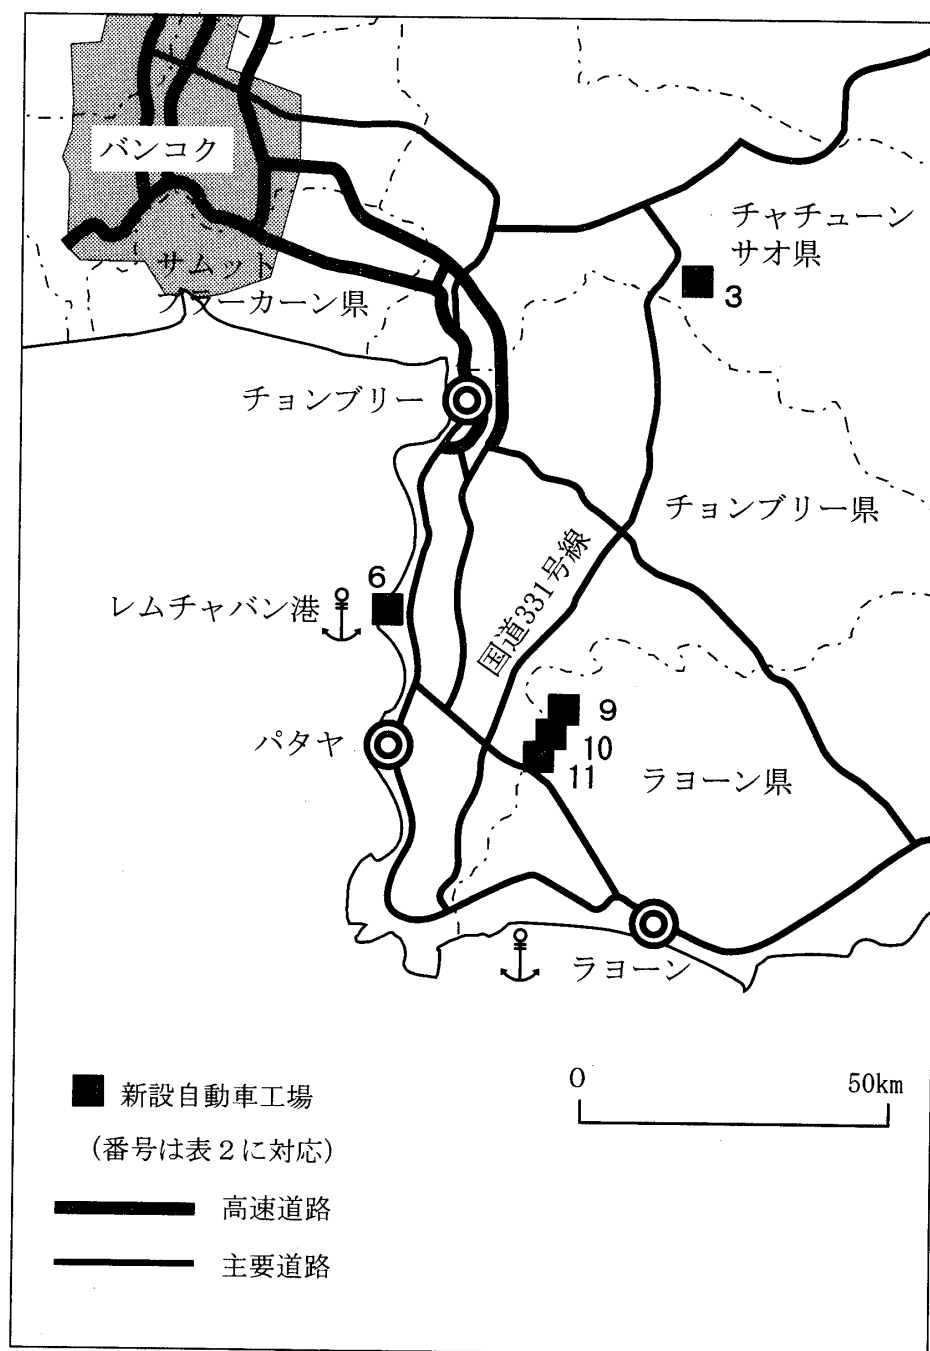 バンコク
チャチューン
サオ県
サムット
プラーカーン県
3
チョンブリー
チョンブリー県
国道331号線
6
レムチャバン港
9
10
11
パタヤ
ラヨーン県
ラヨーン
新設自動車工場
(番号は表2に対応)
0
50km
高速道路
主要道路